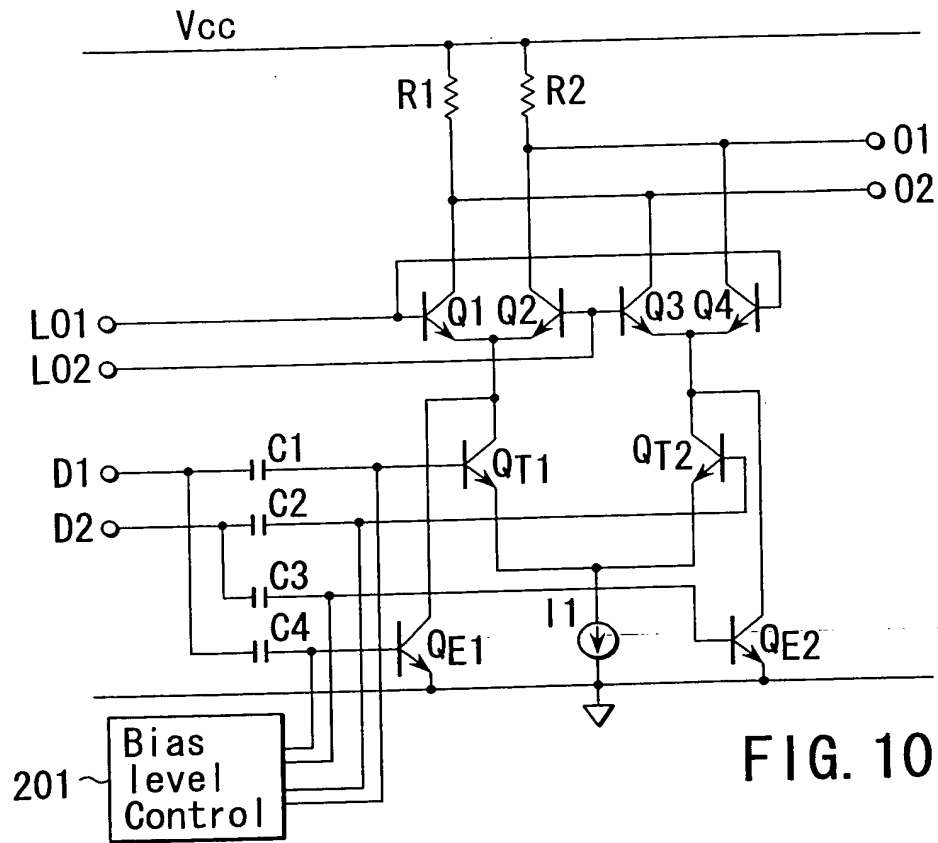 Vcc
R1
R2
O1
O2
LO1
Q1
Q2
Q3
Q4
LO2
D1
C1
QT1
QT2
D2
C2
C3
I1
C4
QE1
QE2
201
Bias
level
Control
FIG. 10